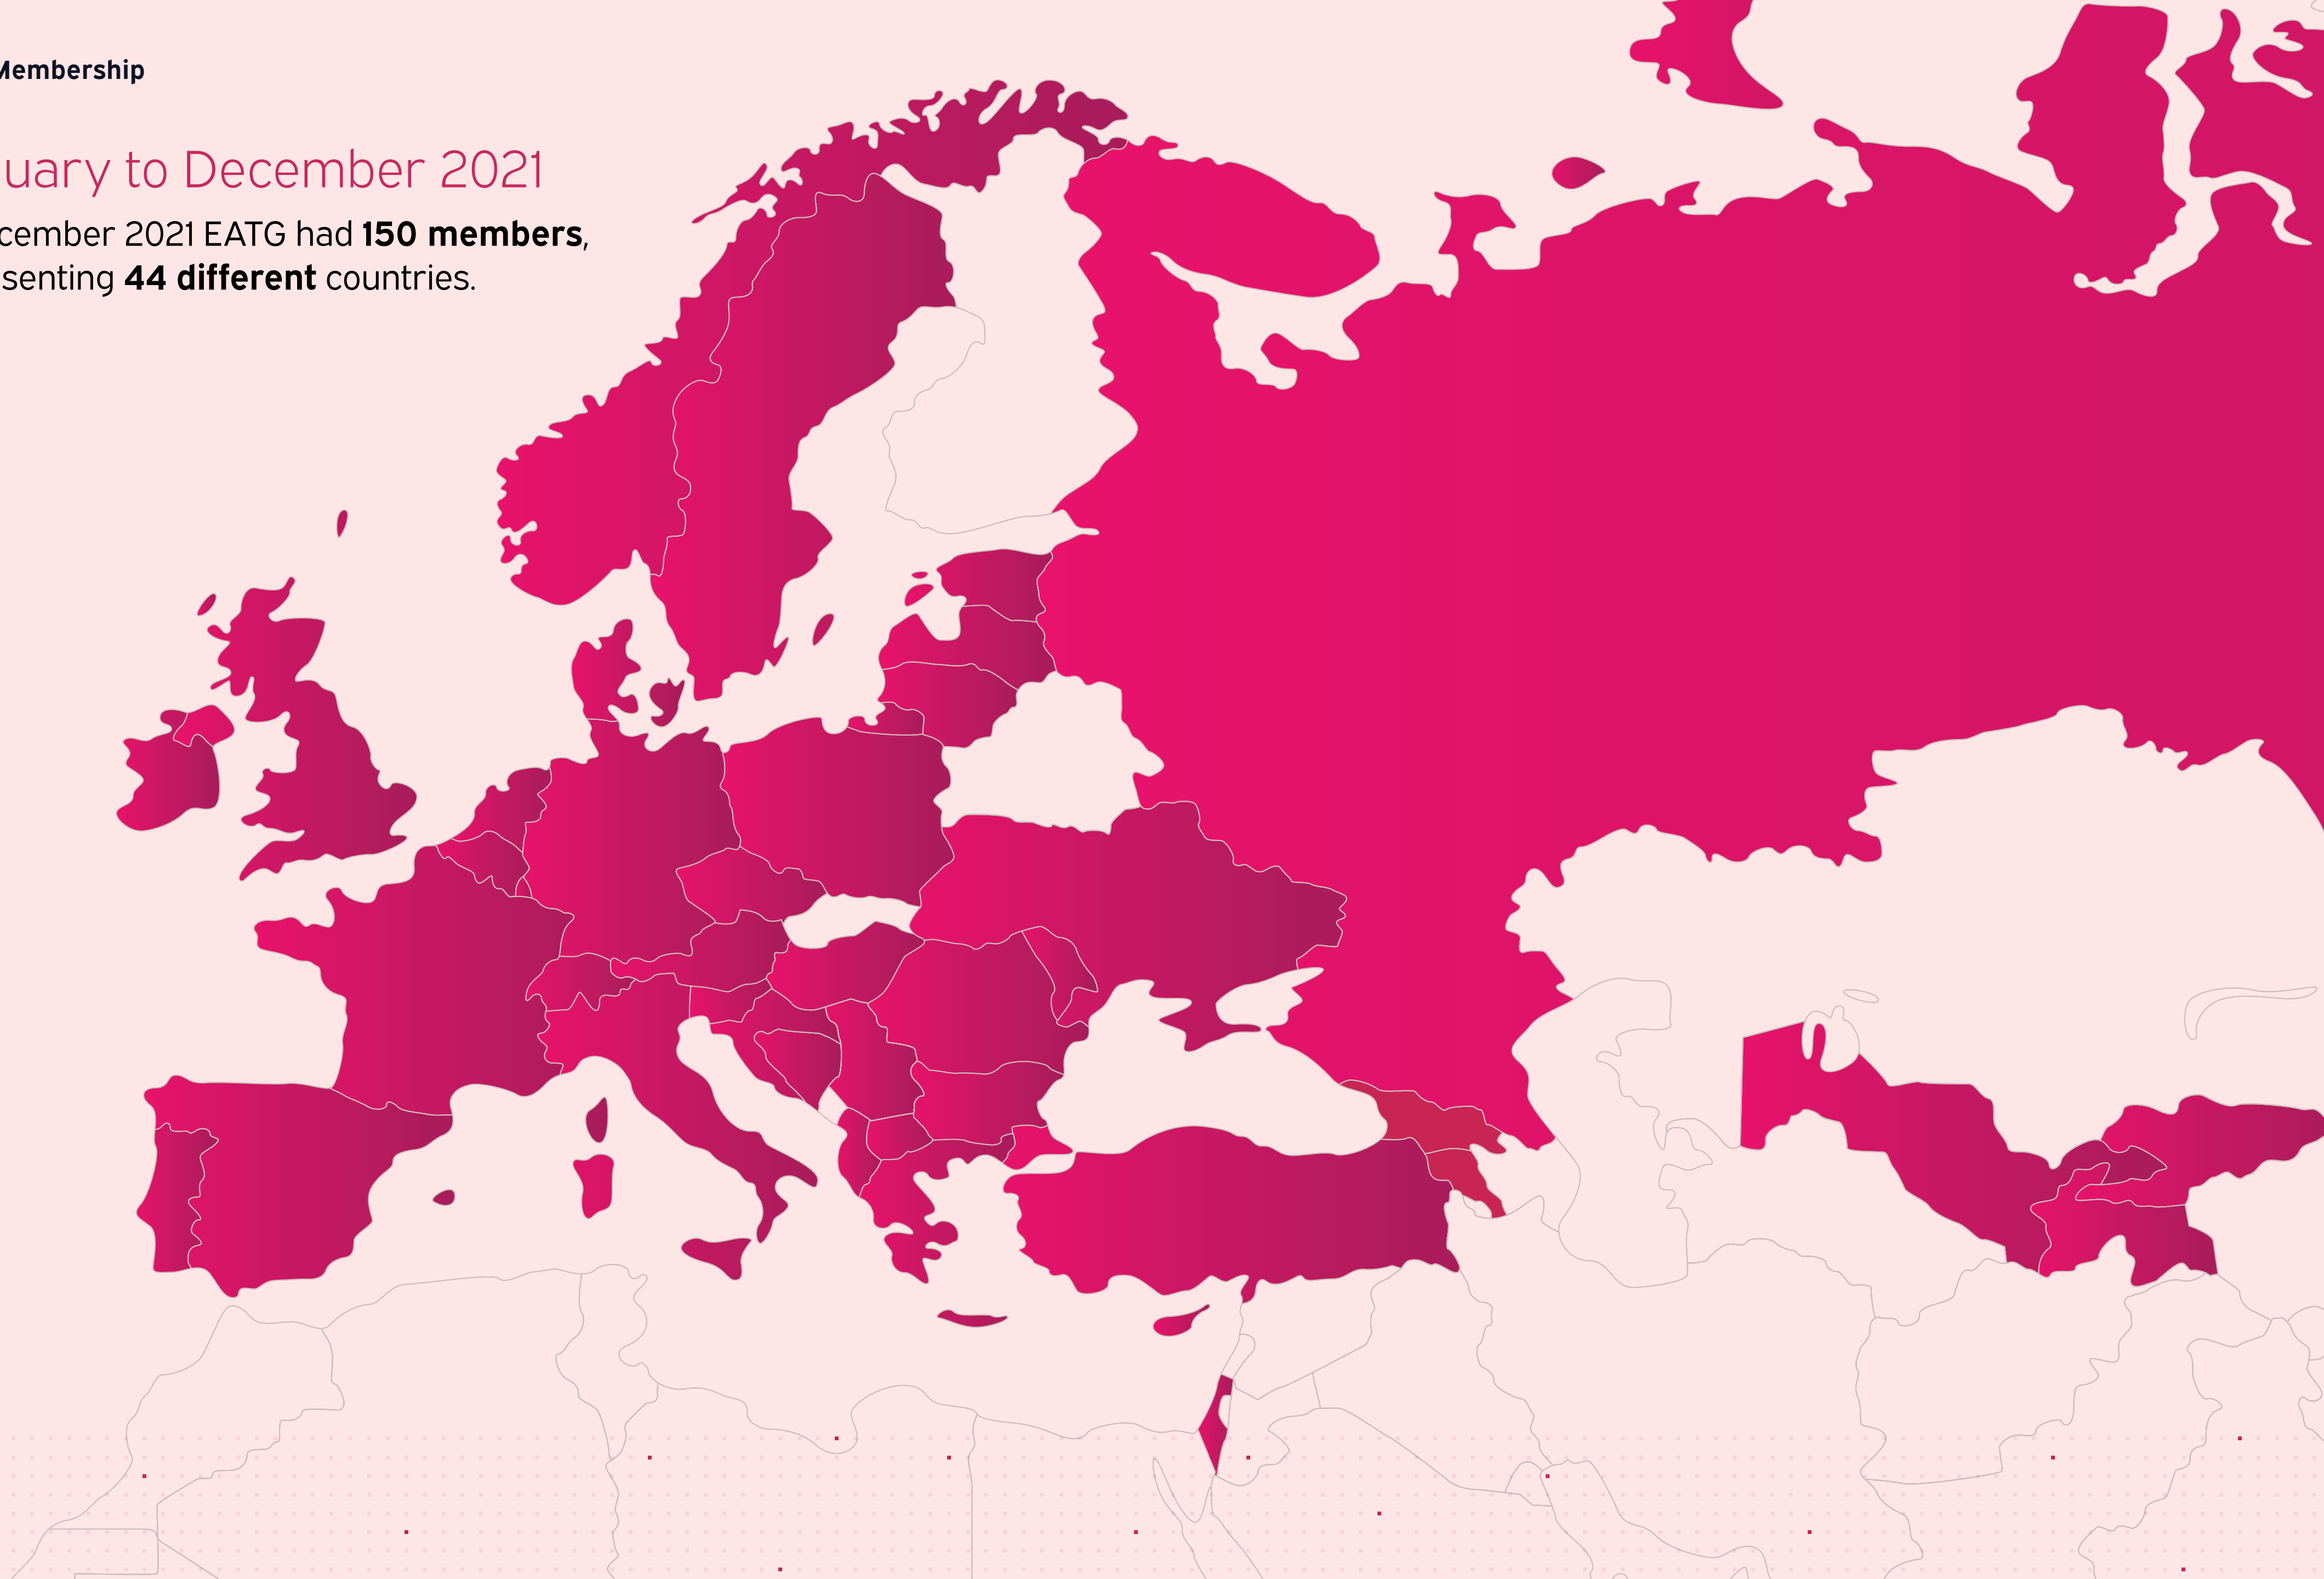 Membership
uary to December 2021
cember 2021 EATG had 150 members,
senting 44 different countries.